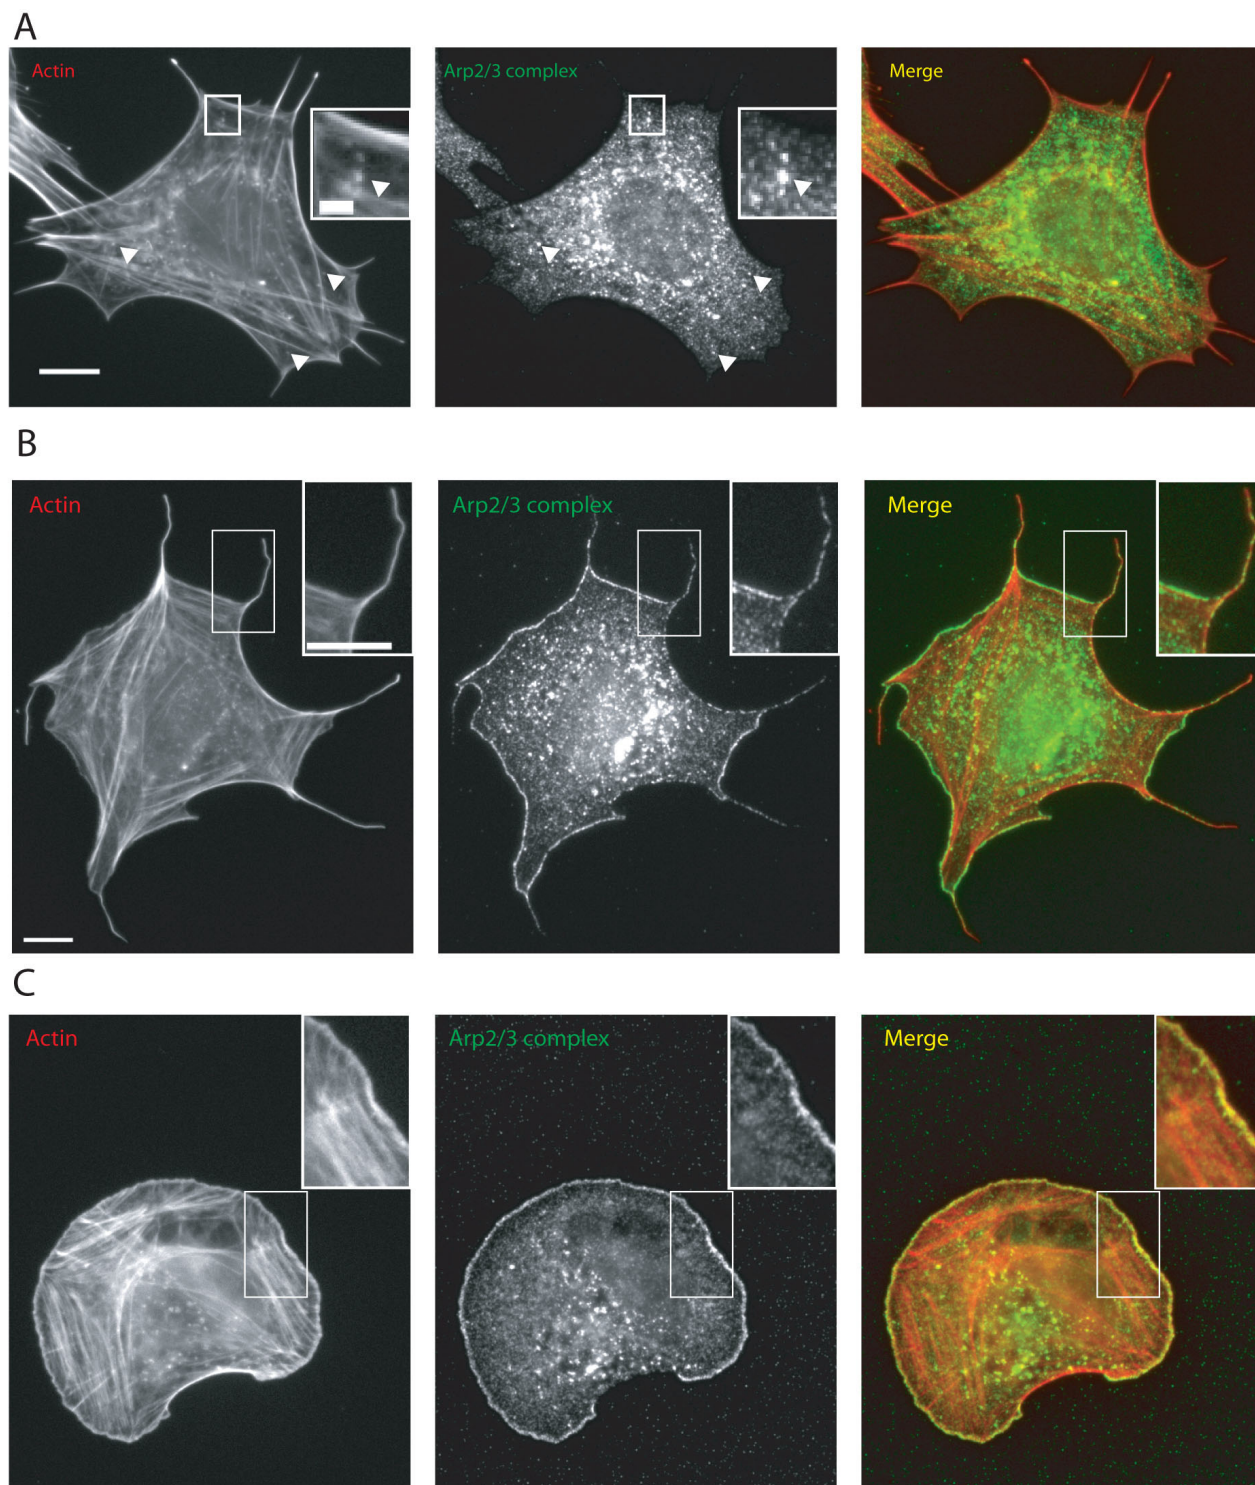 A
Actin
Arp2/3 complex
Merge
B
Actin
Arp2/3 complex
Merge
C
Actin
Arp2/3 complex
Merge